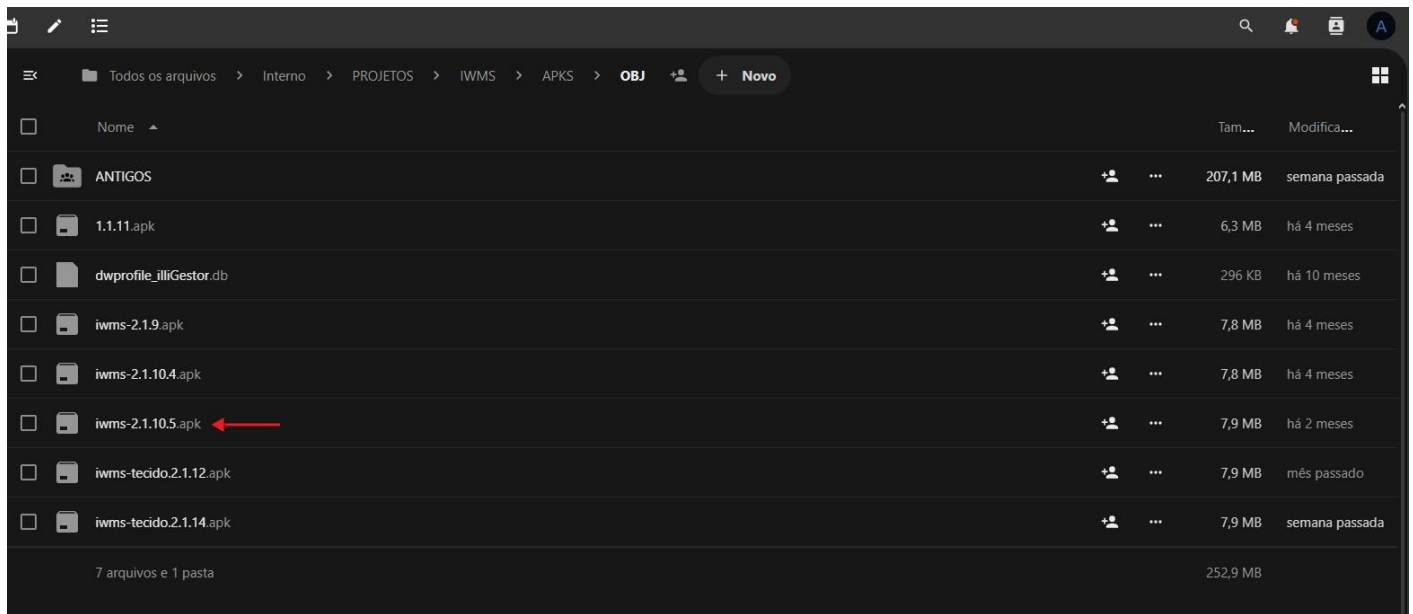 A
Todos os arquivos > Interno > PROJETOS > IWMS > APKS > OBJ + Novo
Nome Tam... Modifica...
ANTIGOS 207,1 MB semana passada
1.1.11.apk 6,3 MB há 4 meses
dwprofile_illiGestor.db 296 KB há 10 meses
iwms-2.1.9.apk 7,8 MB há 4 meses
iwms-2.1.10.4.apk 7,8 MB há 4 meses
iwms-2.1.10.5.apk 7,9 MB há 2 meses
iwms-tecido.2.1.12.apk 7,9 MB mês passado
iwms-tecido.2.1.14.apk 7,9 MB semana passada
7 arquivos e 1 pasta 252,9 MB